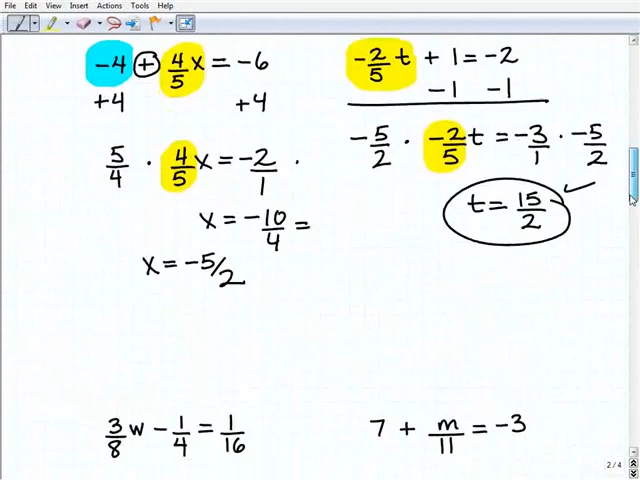 File Edit View Insert Actions Tools Help
-4 + 4/5 x = -6
+4 +4
5/4 · 4/5 x = -2/1 ·
x = -10/4 =
x = -5/2
-2/5 t + 1 = -2
-1 -1
-5/2 · -2/5 t = -3/1 · -5/2
t = 15/2
3/8 w - 1/4 = 1/16
7 + m/11 = -3
2/4